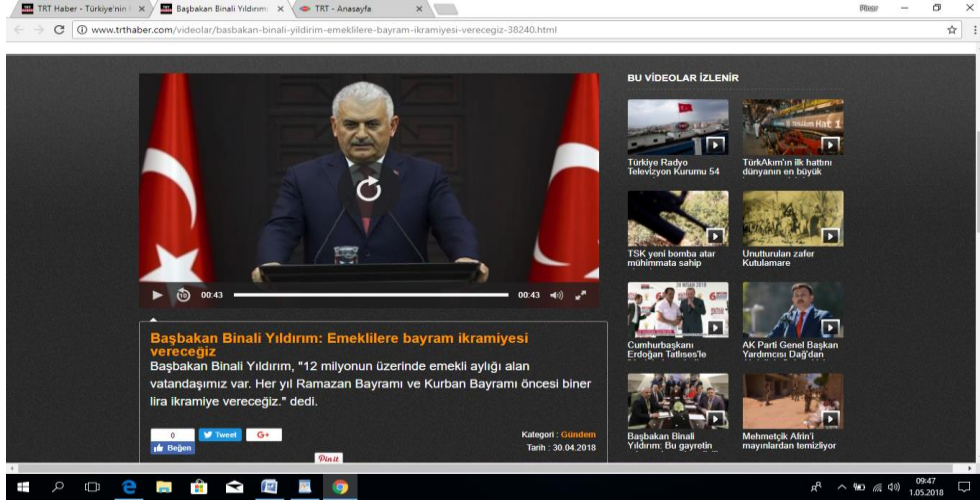 TRT Haber - Türkiye'nin
Başbakan Binali Yıldırım:
TRT - Anasayfa
Pinar
www.trthaber.com/videolar/basbakan-binali-yildirim-emeklilere-bayram-ikramiyesi-verecegiz-38240.html
10
00:43
00:43
Başbakan Binali Yıldırım: Emeklilere bayram ikramiyesi
vereceğiz
Başbakan Binali Yıldırım, "12 milyonun üzerinde emekli aylığı alan
vatandaşımız var. Her yıl Ramazan Bayramı ve Kurban Bayramı öncesi biner
lira ikramiye vereceğiz." dedi.
0
Beğen
Tweet
G+
Pin it
Kategori : Gündem
Tarih : 30.04.2018
BU VİDEOLAR İZLENİR
Türkiye Radyo
Televizyon Kurumu 54
TürkAkım'ın ilk hattını
dünyanın en büyük
TSK yeni bomba atar
mühimmata sahip
Unutturulan zafer
Kutulamare
Cumhurbaşkanı
Erdoğan Tatlıses'le
AK Parti Genel Başkan
Yardımcısı Dağ'dan
Başbakan Binali
Yıldırım: Bu gayretin
Mehmetçik Afrin'i
mayınlardan temizliyor
09:47
1.05.2018